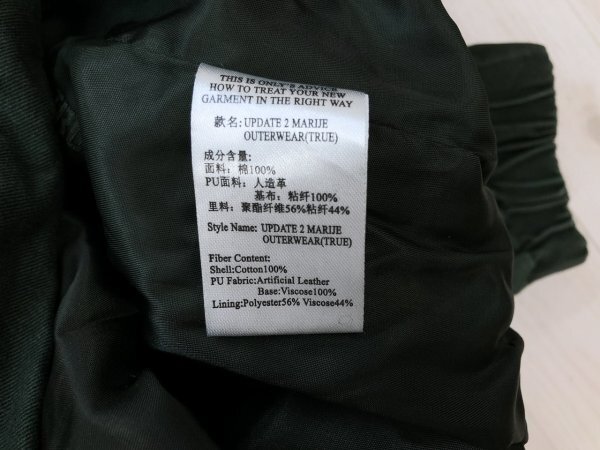 THIS IS ONLY'S ADVICE
HOW TO TREAT YOUR NEW
GARMENT IN THE RIGHT WAY
款名: UPDATE 2 MARIJE
OUTERWEAR(TRUE)
成分含量:
面料: 棉100%
PU面料: 人造革
基布: 粘纤100%
里料: 聚酯纤维56%粘纤44%
Style Name: UPDATE 2 MARIJE
OUTERWEAR(TRUE)
Fiber Content:
Shell:Cotton100%
PU Fabric:Artificial Leather
Base:Viscose100%
Lining:Polyester56% Viscose44%